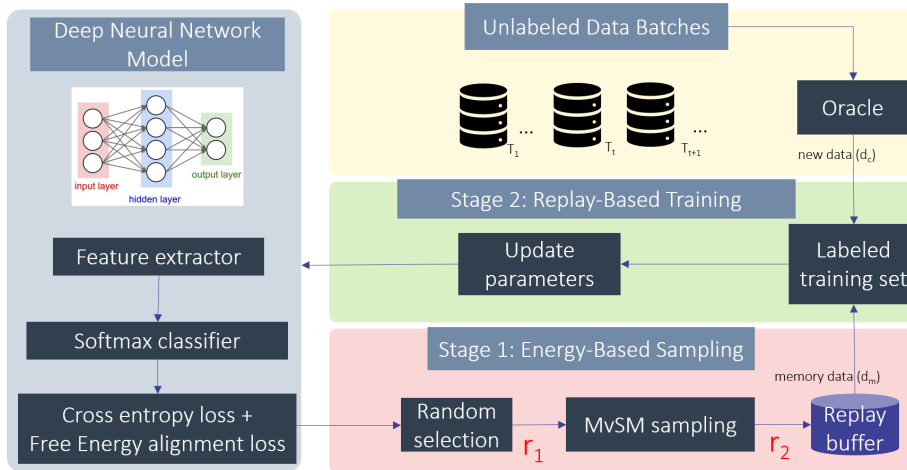 Deep Neural Network
Model
input layer
hidden layer
output layer
Feature extractor
Softmax classifier
Cross entropy loss +
Free Energy alignment loss
Unlabeled Data Batches
T1
...
Tt
Tt+1
...
Oracle
new data (dc)
Stage 2: Replay-Based Training
Update
parameters
Labeled
training set
Stage 1: Energy-Based Sampling
memory data (dm)
Random
selection
r1
MvSM sampling
r2
Replay
buffer